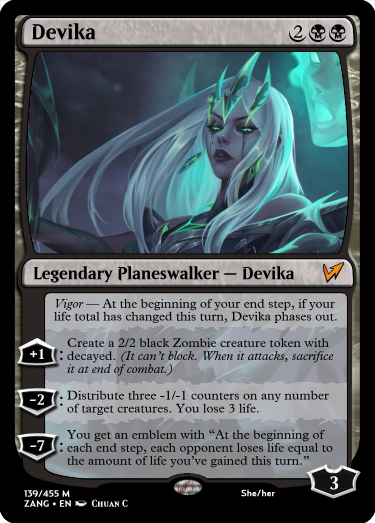 Devika 2
Legendary Planeswalker — Devika
Vigor — At the beginning of your end step, if your
life total has changed this turn, Devika phases out.
+1: Create a 2/2 black Zombie creature token with
decayed. (It can't block. When it attacks, sacrifice
it at end of combat.)
-2: Distribute three -1/-1 counters on any number
of target creatures. You lose 3 life.
-7: You get an emblem with “At the beginning of
each end step, each opponent loses life equal to
the amount of life you've gained this turn.”
3
139/455 M She/her
ZANG • EN Chuan C